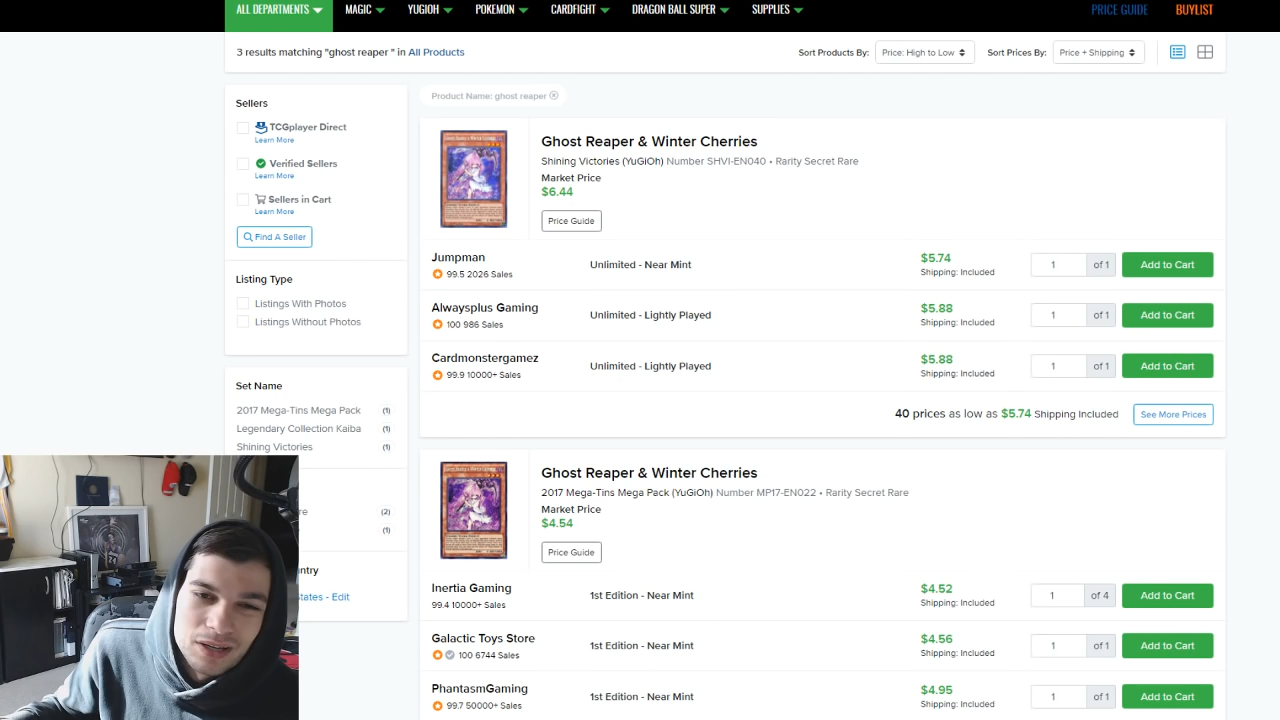 ALL DEPARTMENTS MAGIC YUGIOH POKEMON CARDFIGHT DRAGON BALL SUPER SUPPLIES PRICE GUIDE BUYLIST
3 results matching "ghost reaper " in All Products
Sort Products By: Price: High to Low Sort Prices By: Price + Shipping
Sellers
TCGplayer Direct
Learn More
Verified Sellers
Learn More
Sellers in Cart
Learn More
Find A Seller
Listing Type
Listings With Photos
Listings Without Photos
Set Name
2017 Mega-Tins Mega Pack (1)
Legendary Collection Kaiba (1)
Shining Victories (1)
re (2)
(1)
ntry
States - Edit
Product Name: ghost reaper
Ghost Reaper & Winter Cherries
Shining Victories (YuGiOh) Number SHVI-EN040 • Rarity Secret Rare
Market Price
$6.44
Price Guide
Jumpman
99.5 2026 Sales
Unlimited - Near Mint
$5.74
Shipping: Included
1 of 1
Add to Cart
Alwaysplus Gaming
100 986 Sales
Unlimited - Lightly Played
$5.88
Shipping: Included
1 of 1
Add to Cart
Cardmonstergamez
99.9 10000+ Sales
Unlimited - Lightly Played
$5.88
Shipping: Included
1 of 1
Add to Cart
40 prices as low as $5.74 Shipping Included
See More Prices
Ghost Reaper & Winter Cherries
2017 Mega-Tins Mega Pack (YuGiOh) Number MP17-EN022 • Rarity Secret Rare
Market Price
$4.54
Price Guide
Inertia Gaming
99.4 10000+ Sales
1st Edition - Near Mint
$4.52
Shipping: Included
1 of 4
Add to Cart
Galactic Toys Store
100 6744 Sales
1st Edition - Near Mint
$4.56
Shipping: Included
1 of 1
Add to Cart
PhantasmGaming
99.7 50000+ Sales
1st Edition - Near Mint
$4.95
Shipping: Included
1 of 1
Add to Cart